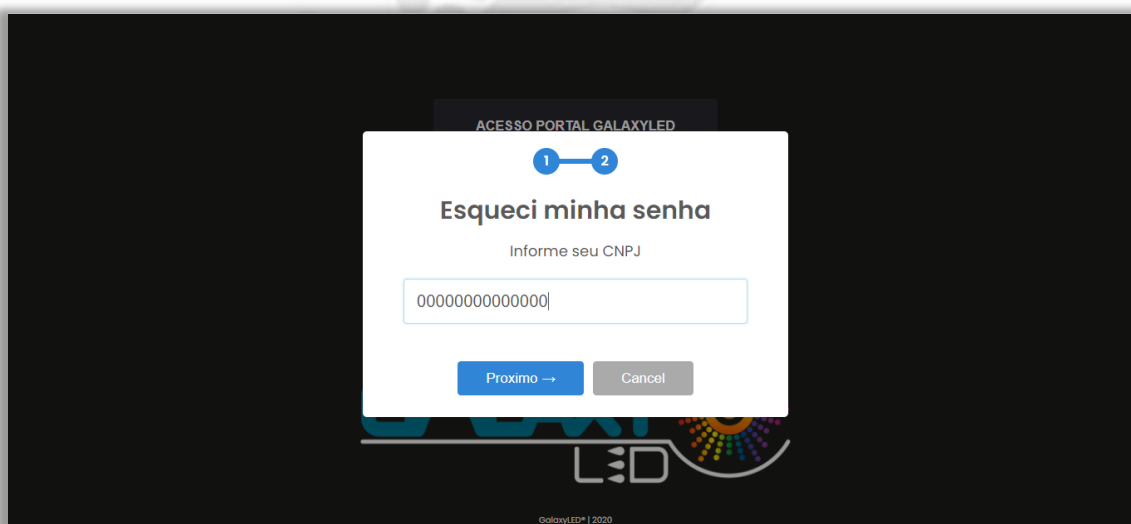 ACESSO PORTAL GALAXYLED
1 2
Esqueci minha senha
Informe seu CNPJ
00000000000000
Proximo →
Cancel
LED
GalaxyLED® | 2020